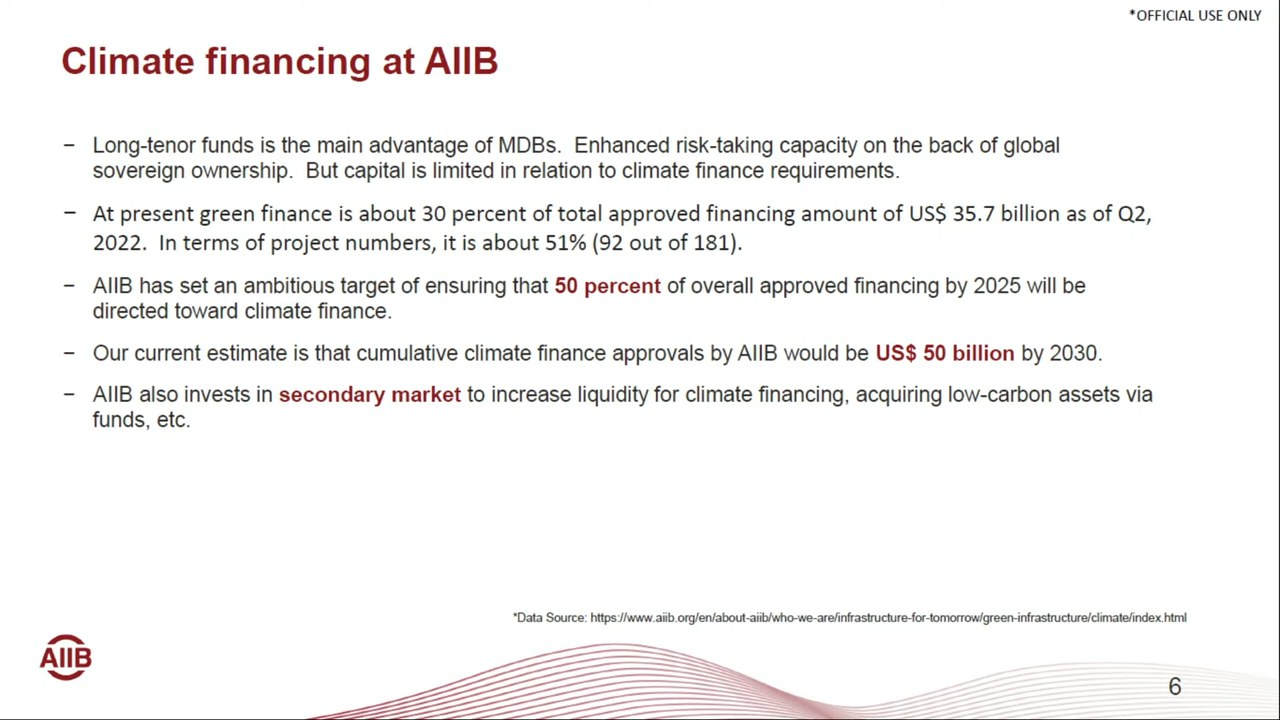 *OFFICIAL USE ONLY
Climate financing at AIIB
− Long-tenor funds is the main advantage of MDBs.  Enhanced risk-taking capacity on the back of global
sovereign ownership.  But capital is limited in relation to climate finance requirements.
− At present green finance is about 30 percent of total approved financing amount of US$ 35.7 billion as of Q2,
2022.  In terms of project numbers, it is about 51% (92 out of 181).
− AIIB has set an ambitious target of ensuring that 50 percent of overall approved financing by 2025 will be
directed toward climate finance.
− Our current estimate is that cumulative climate finance approvals by AIIB would be US$ 50 billion by 2030.
− AIIB also invests in secondary market to increase liquidity for climate financing, acquiring low-carbon assets via
funds, etc.
*Data Source: https://www.aiib.org/en/about-aiib/who-we-are/infrastructure-for-tomorrow/green-infrastructure/climate/index.html
AIIB
6